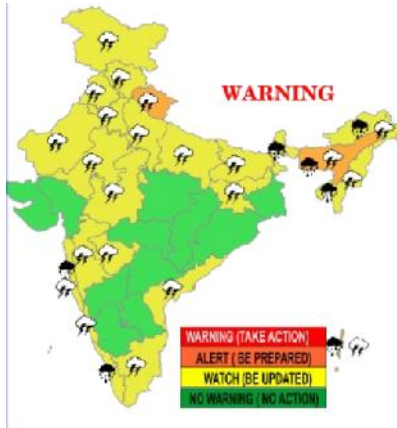 WARNING
WARNING (TAKE ACTION)
ALERT ( BE PREPARED)
WATCH (BE UPDATED)
NO WARNING ( NO ACTION)